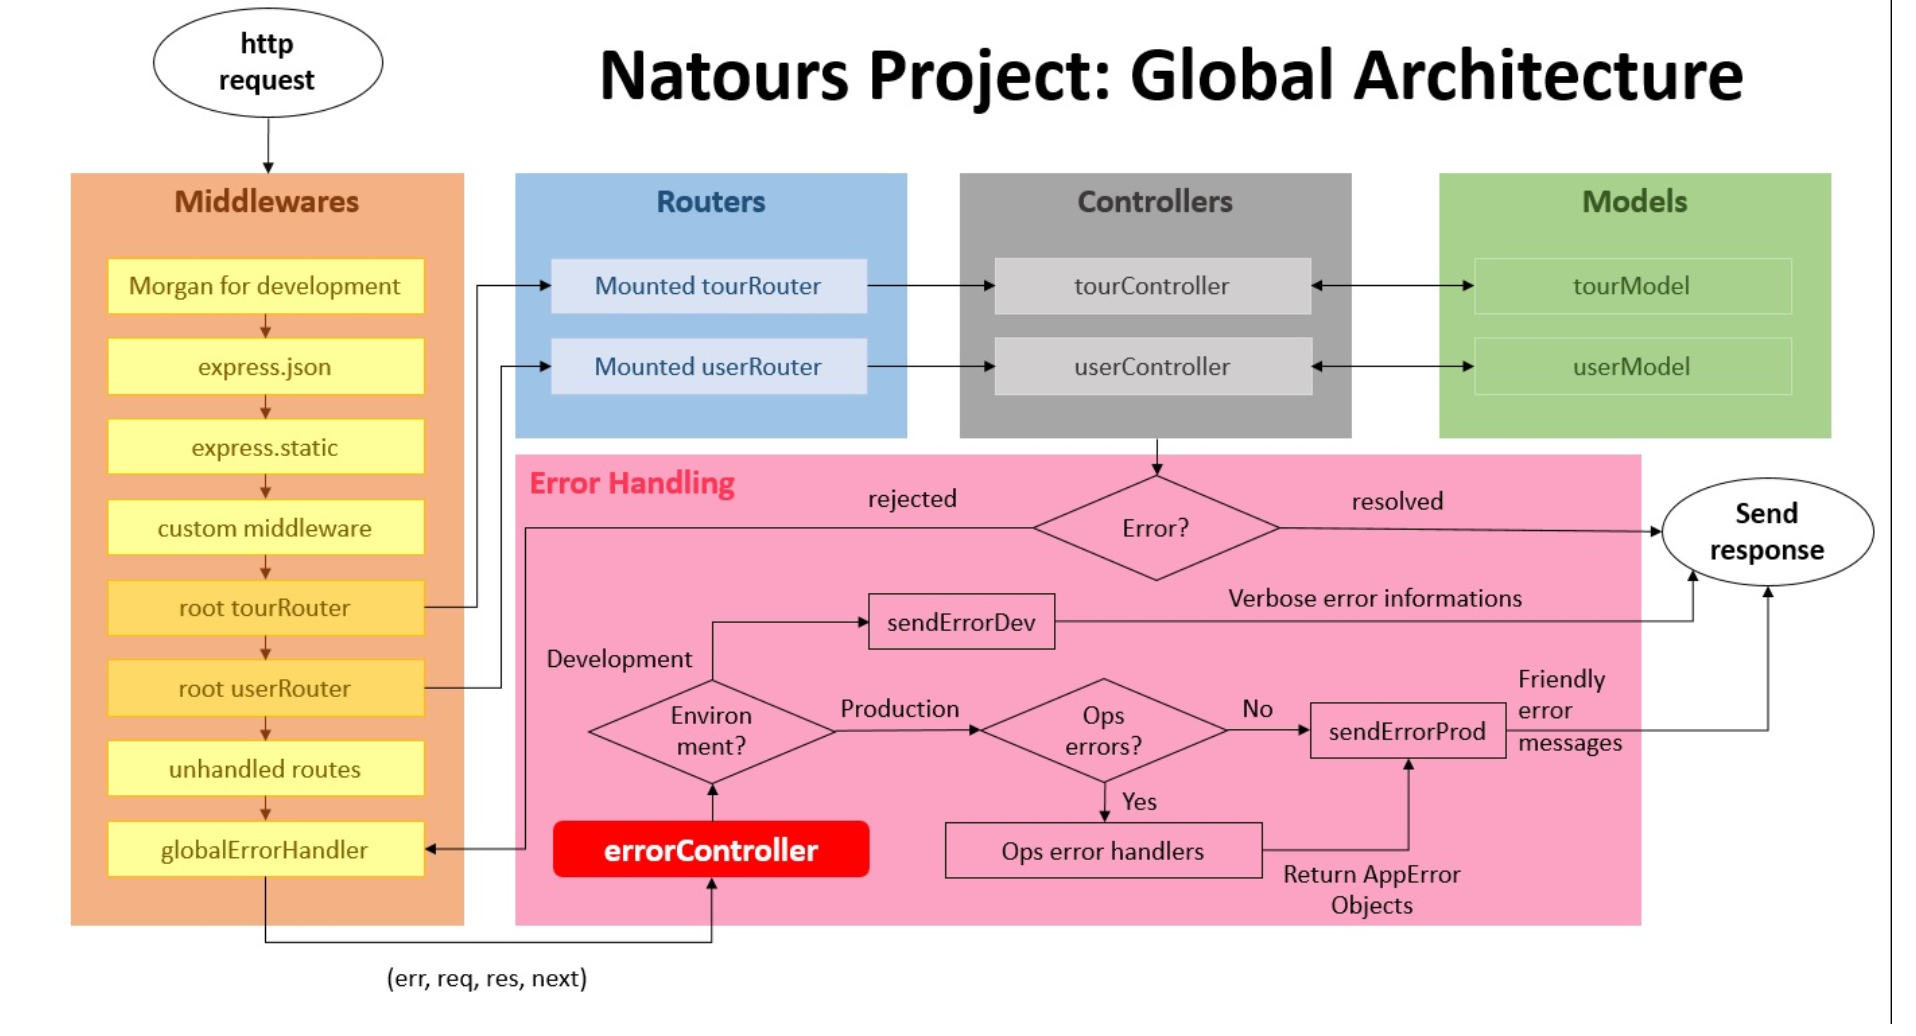 http
request
Natours Project: Global Architecture
Middlewares
Morgan for development
express.json
express.static
custom middleware
root tourRouter
root userRouter
unhandled routes
globalErrorHandler
(err, req, res, next)
Routers
Mounted tourRouter
Mounted userRouter
Controllers
tourController
userController
Models
tourModel
userModel
Error Handling
rejected
Error?
resolved
Send
response
sendErrorDev
Verbose error informations
Development
Environ
ment?
Production
Ops
errors?
No
sendErrorProd
Friendly
error
messages
Yes
errorController
Ops error handlers
Return AppError
Objects